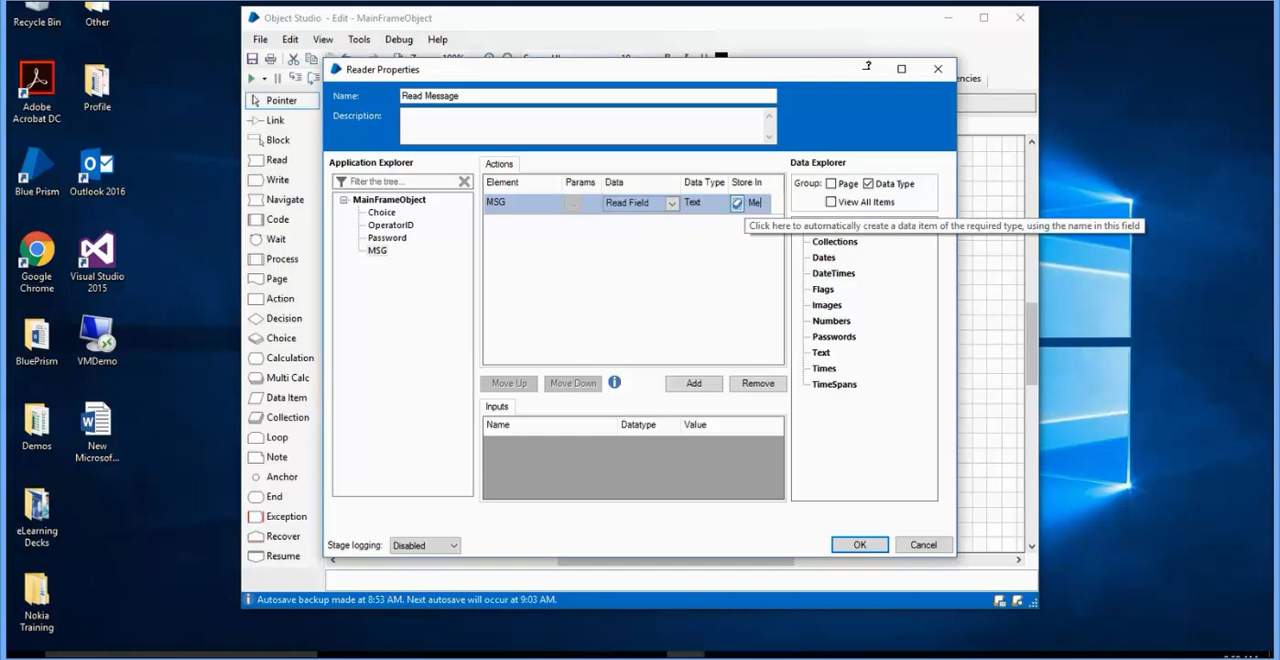 Recycle Bin
Other
Adobe
Acrobat DC
Profile
Blue Prism
Outlook 2016
Google
Chrome
Visual Studio
2015
BluePrism
VMDemo
Demos
New
Microsof...
eLearning
Decks
Nokia
Training
Object Studio - Edit - MainFrameObject
File Edit View Tools Debug Help
encies
Pointer
Link
Block
Read
Write
Navigate
Code
Wait
Process
Page
Action
Decision
Choice
Calculation
Multi Calc
Data Item
Collection
Loop
Note
Anchor
End
Exception
Recover
Resume
Reader Properties
?
Name: Read Message
Description:
Application Explorer
Filter the tree...
MainFrameObject
Choice
OperatorID
Password
MSG
Actions
Element Params Data Data Type Store In
MSG ... Read Field Text Me
Click here to automatically create a data item of the required type, using the name in this field
Move Up Move Down Add Remove
Inputs
Name Datatype Value
Data Explorer
Group: Page Data Type
View All Items
Collections
Dates
DateTimes
Flags
Images
Numbers
Passwords
Text
Times
TimeSpans
Stage logging: Disabled
OK Cancel
Autosave backup made at 8:53 AM. Next autosave will occur at 9:03 AM.